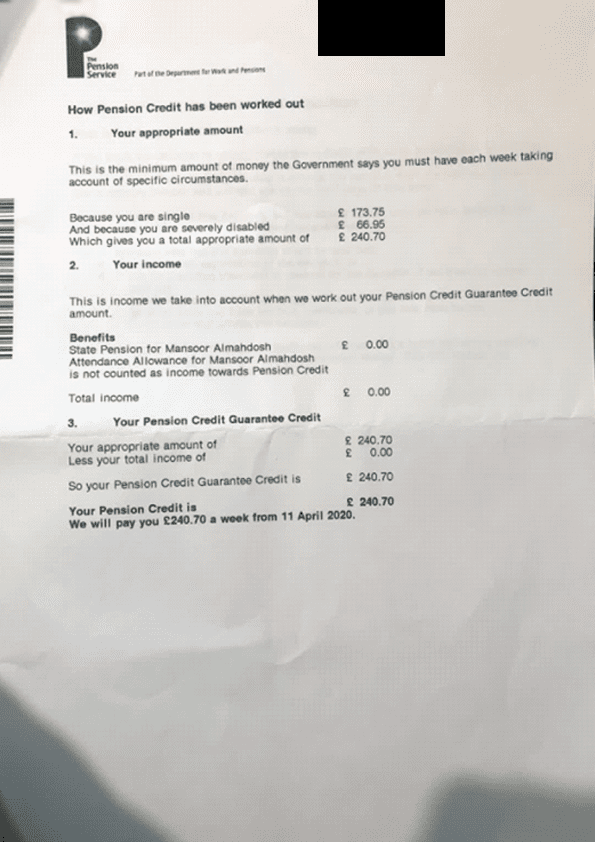 The
Pension
Service
Part of the Department for Work and Pensions
How Pension Credit has been worked out
1. Your appropriate amount
This is the minimum amount of money the Government says you must have each week taking
account of specific circumstances.
Because you are single £ 173.75
And because you are severely disabled £ 66.95
Which gives you a total appropriate amount of £ 240.70
2. Your income
This is income we take into account when we work out your Pension Credit Guarantee Credit
amount.
Benefits
State Pension for Mansoor Almahdosh £ 0.00
Attendance Allowance for Mansoor Almahdosh
is not counted as income towards Pension Credit
Total income £ 0.00
3. Your Pension Credit Guarantee Credit
Your appropriate amount of £ 240.70
Less your total income of £ 0.00
So your Pension Credit Guarantee Credit is £ 240.70
Your Pension Credit is £ 240.70
We will pay you £240.70 a week from 11 April 2020.